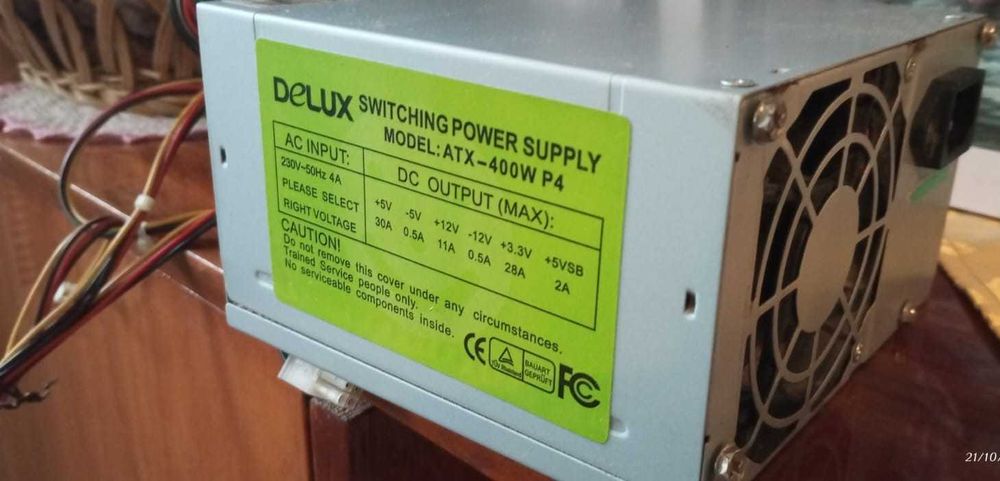 DeLUX SWITCHING POWER SUPPLY
MODEL: ATX-400W P4
AC INPUT:
230V~50Hz 4A
PLEASE SELECT
RIGHT VOLTAGE
DC OUTPUT (MAX):
+5V -5V +12V -12V +3.3V +5VSB
30A 0.5A 11A 0.5A 28A 2A
CAUTION!
Do not remove this cover under any circumstances.
Trained Service people only.
No serviceable components inside.
CE
TÜV Rheinland
BAUART
GEPRÜFT
FC
21/10/